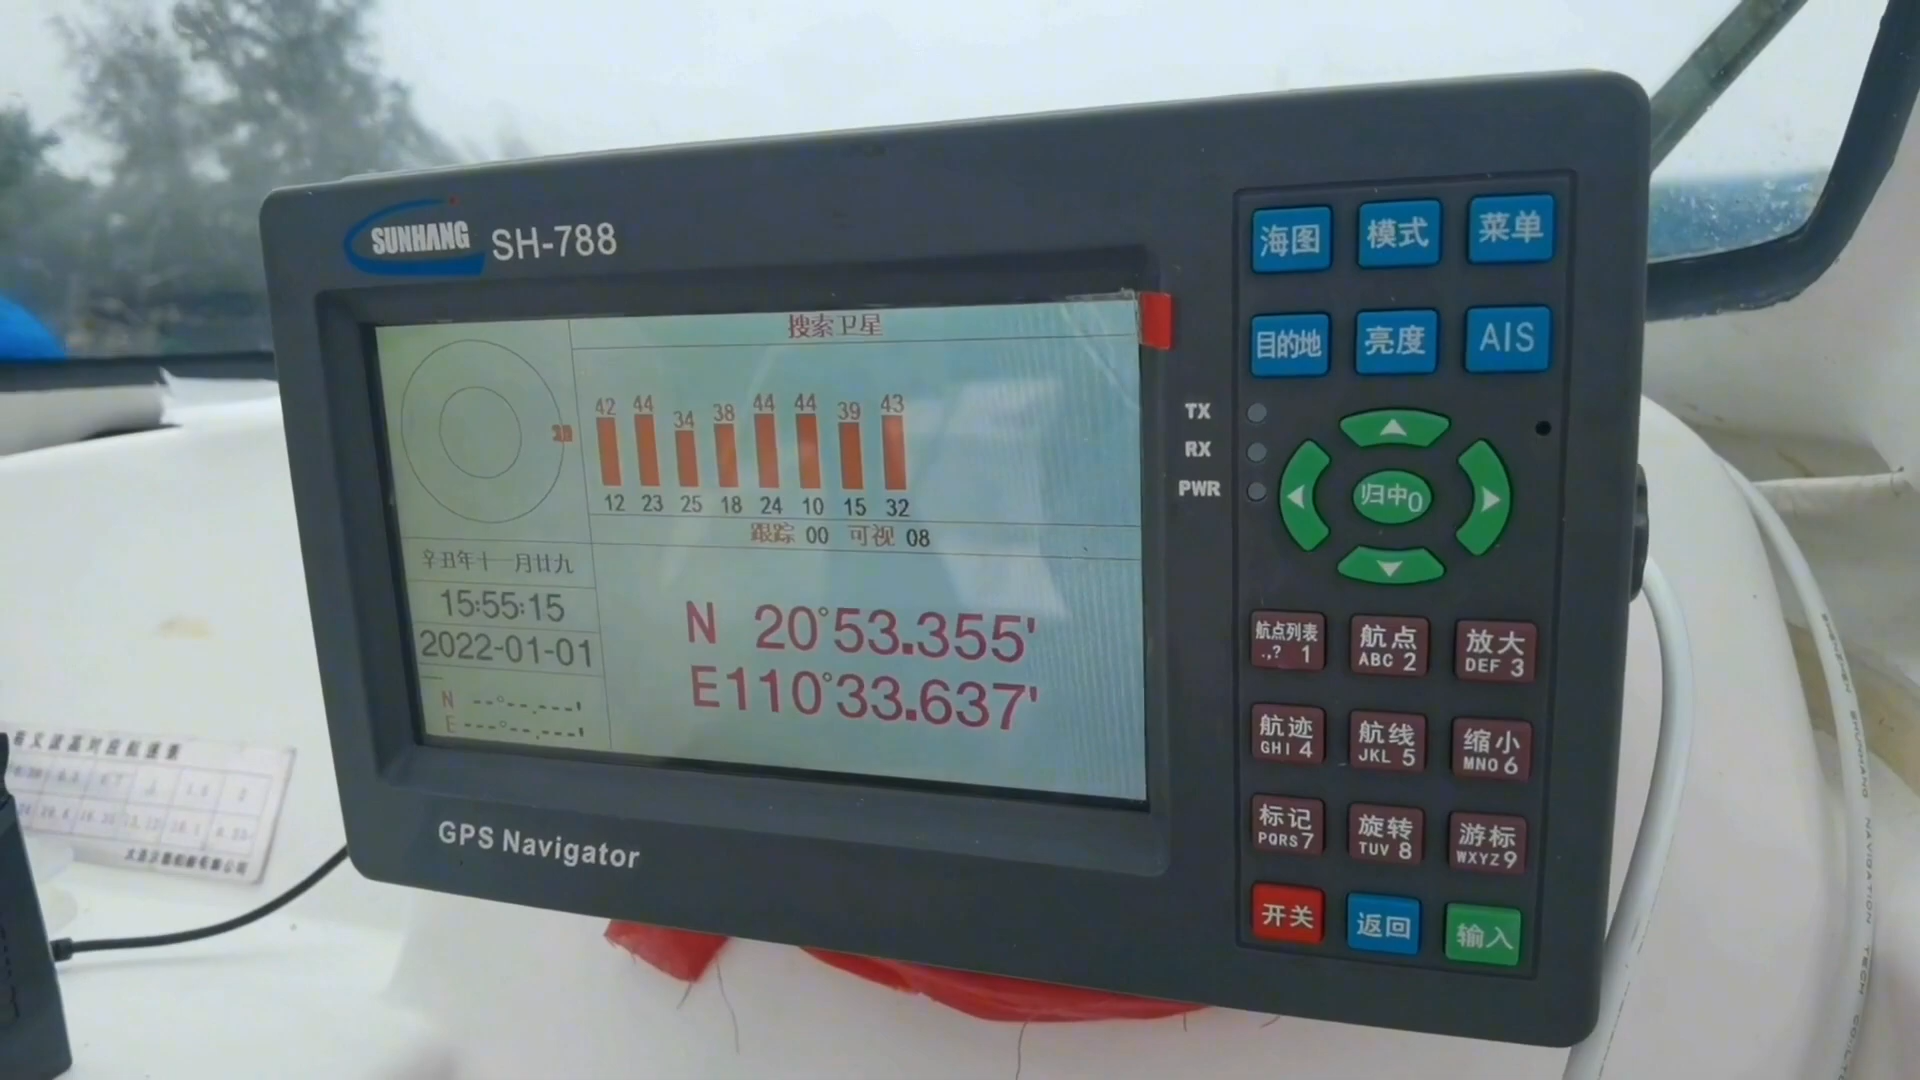 SUNHANG SH-788
搜索卫星
42 44 34 38 44 44 39 43
12 23 25 18 24 10 15 32
跟踪 00 可视 08
辛丑年十一月廿九
15:55:15
2022-01-01
N --°--.---'
E---°--.---'
N 20°53.355'
E110°33.637'
GPS Navigator
海图 模式 菜单
目的地 亮度 AIS
TX
RX
PWR
归中0
航点列表 航点 放大
.,? 1 ABC 2 DEF 3
航迹 航线 缩小
GHI 4 JKL 5 MNO 6
标记 旋转 游标
PQRS 7 TUV 8 WXYZ 9
开关 返回 输入